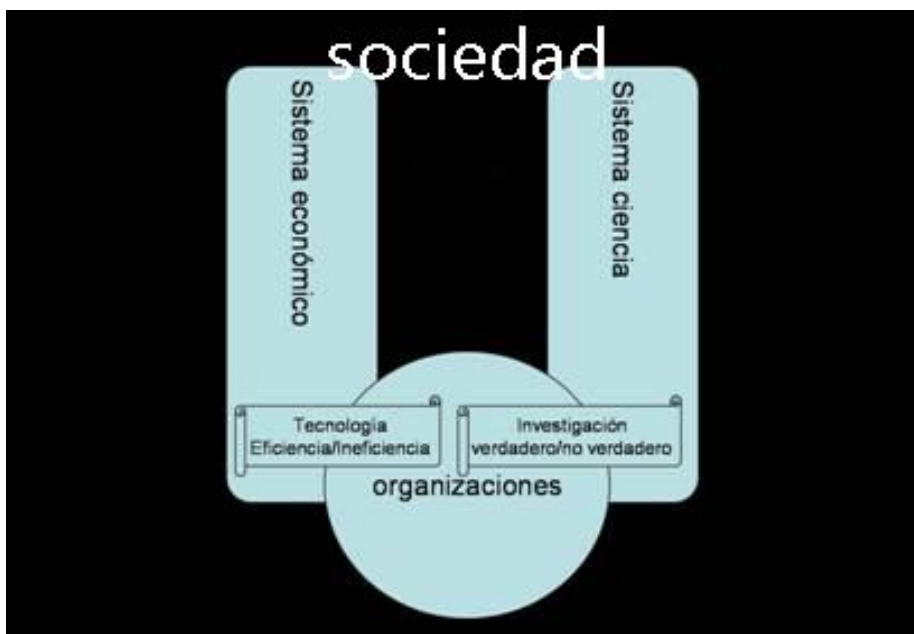 sociedad
Sistema económico
Sistema ciencia
Tecnología
Eficiencia/Ineficiencia
Investigación
verdadero/no verdadero
organizaciones